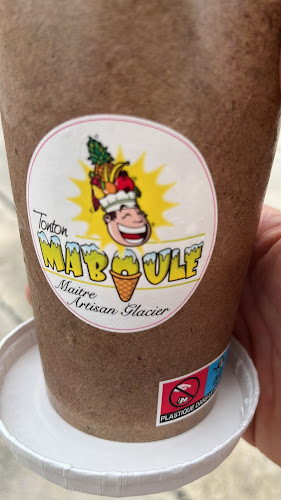 Tonton
MABOULE
Maitre
Artisan Glacier
PLASTIQUE DANS